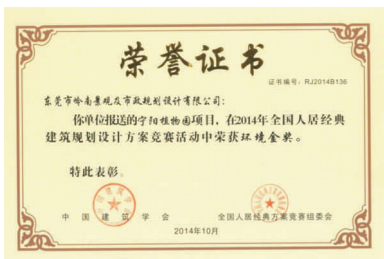 荣誉证书
证书编号：RJ2014B136
东莞市岭南景观及市政规划设计有限公司：
你单位报送的宁阳植物园项目，在2014年全国人居经典
建筑规划设计方案竞赛活动中荣获环境金奖。
特此表彰。
中国建筑学会
全国人居经典方案竞赛组委会
2014年10月